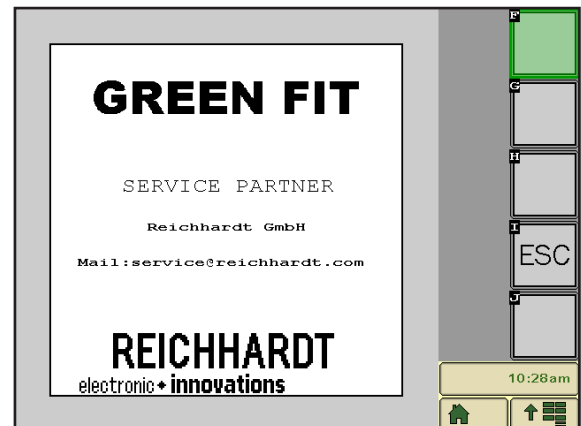 GREEN FIT
SERVICE PARTNER
Reichhardt GmbH
Mail:service@reichhardt.com
REICHHARDT
electronic+innovations
F
G
H
I
ESC
J
10:28am